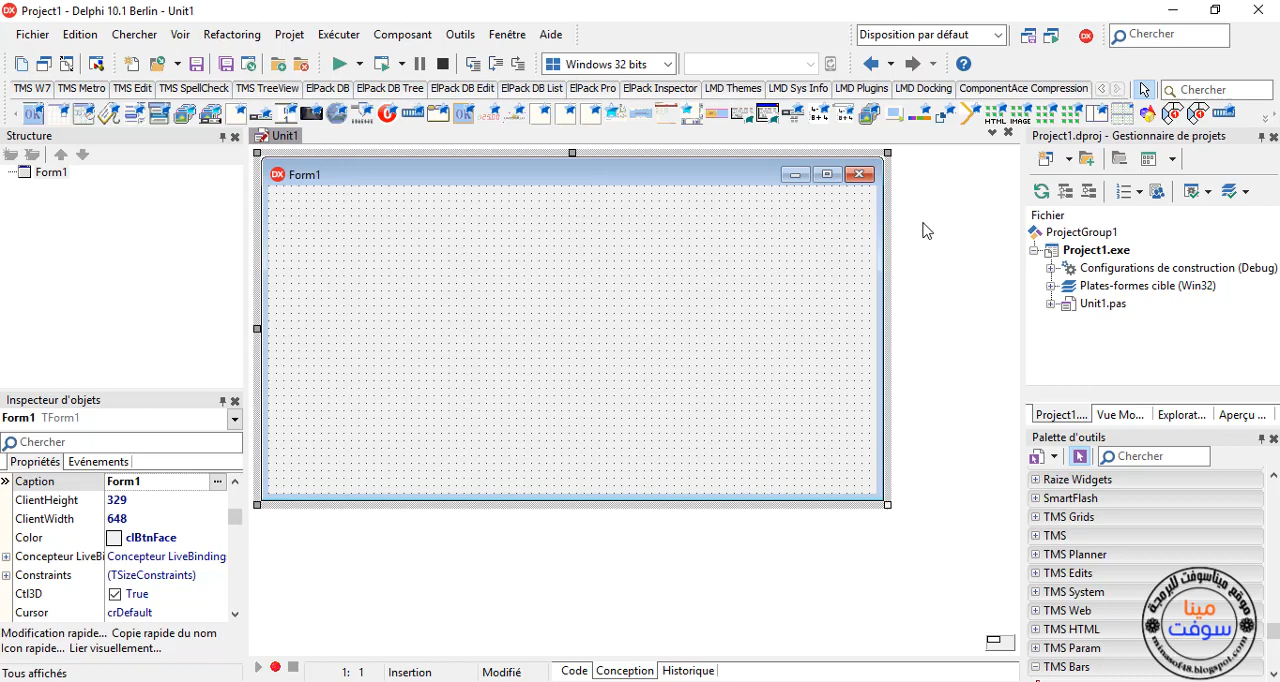 Project1 - Delphi 10.1 Berlin - Unit1
Fichier Edition Chercher Voir Refactoring Projet Exécuter Composant Outils Fenêtre Aide
Disposition par défaut
Chercher
Windows 32 bits
TMS W7 TMS Metro TMS Edit TMS SpellCheck TMS TreeView ElPack DB ElPack DB Tree ElPack DB Edit ElPack DB List ElPack Pro ElPack Inspector LMD Themes LMD Sys Info LMD Plugins LMD Docking ComponentAce Compression
Chercher
Structure
Form1
Unit1
Form1
Inspecteur d'objets
Form1 TForm1
Chercher
Propriétés Evénements
Caption Form1
ClientHeight 329
ClientWidth 648
Color clBtnFace
Concepteur LiveBi Concepteur LiveBinding
Constraints (TSizeConstraints)
Ctl3D True
Cursor crDefault
Modification rapide... Copie rapide du nom
Icon rapide... Lier visuellement...
Tous affichés
1: 1 Insertion Modifié
Code Conception Historique
Project1.dproj - Gestionnaire de projets
Fichier
ProjectGroup1
Project1.exe
Configurations de construction (Debug)
Plates-formes cible (Win32)
Unit1.pas
Project1.... Vue Mo... Explorat... Aperçu ...
Palette d'outils
Chercher
Raize Widgets
SmartFlash
TMS Grids
TMS
TMS Planner
TMS Edits
TMS System
TMS Web
TMS HTML
TMS Param
TMS Bars
موقع ميناسوفت للبرمجة
مينا
سوفت
minasoft48.blogspot.com